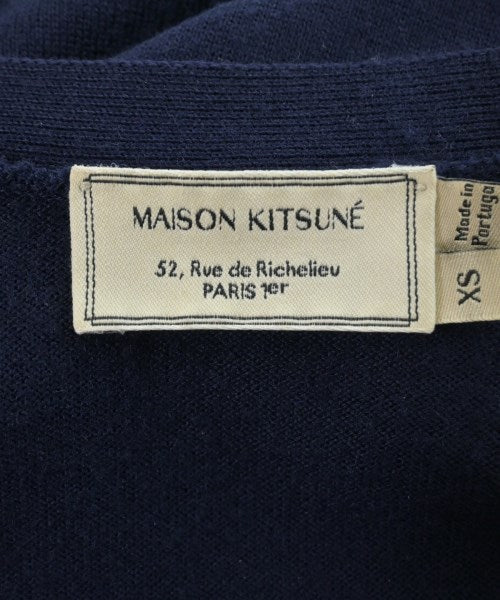 MAISON KITSUNÉ
52, Rue de Richelieu
PARIS 1er
Made in
Portugal
XS